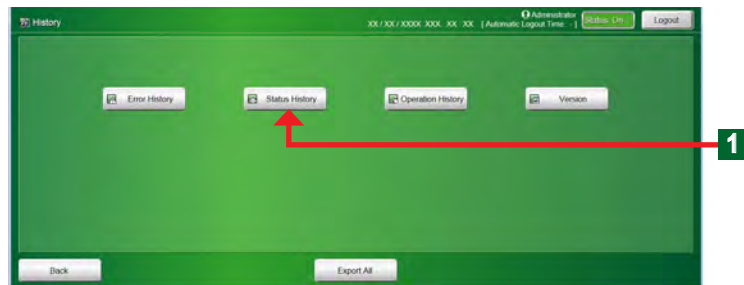 History
XX / XX / XXXX XXX XX : XX [Automatic Logout Time: - ]
Administrator
Status: On
Logout
Error History
Status History
Operation History
Version
1
Back
Export All